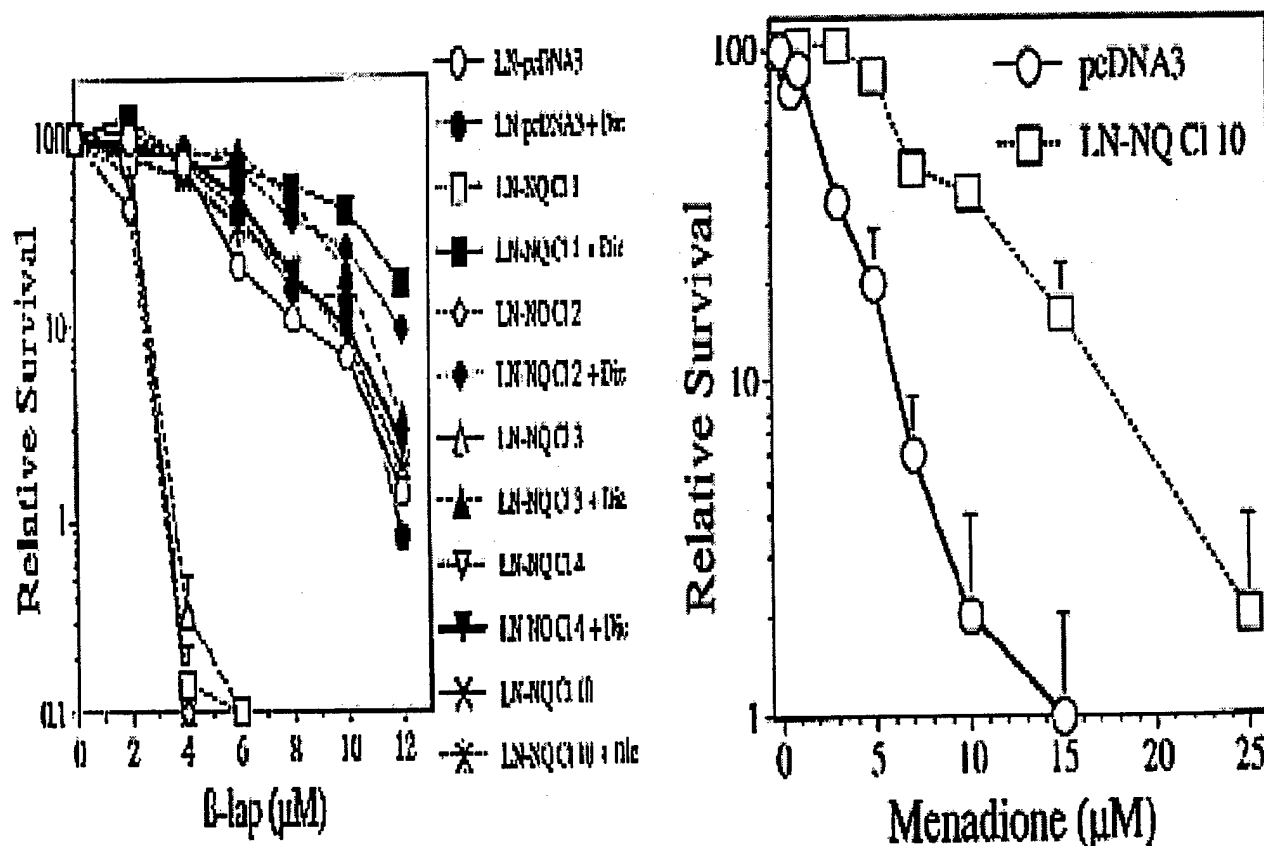 Relative Survival
100
10
1
0.1
0 2 4 6 8 10 12
β-lap (μM)
LN-pcDNA3
LN pcDNA3 + Dic
LN-NQ Cl 1
LN-NQ Cl 1 + Dic
LN-NQ Cl 2
LN NQ Cl 2 + Dic
LN-NQ Cl 3
LN-NQ Cl 3 + Dic
LN-NQ Cl 4
LN NQ Cl 4 + Dic
LN-NQ Cl 10
LN-NQ Cl 10 + Dic
Relative Survival
100
10
1
0 5 10 15 20 25
Menadione (μM)
pcDNA3
LN-NQ Cl 10